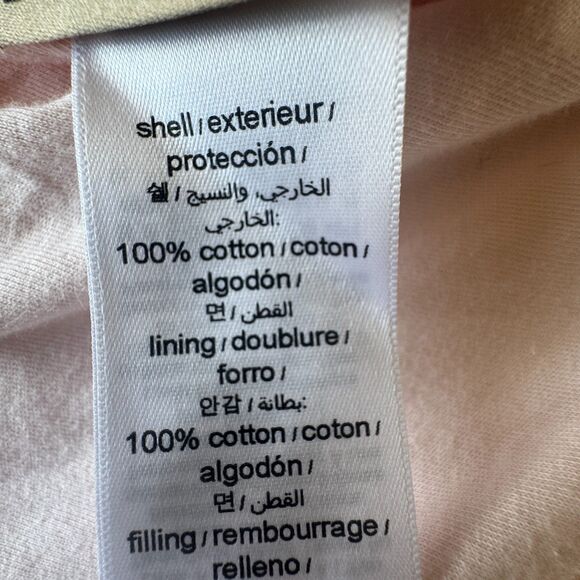 shell / exterieur /
protección /
쉘 / الخارجي، والنسيج
الخارجي:
100% cotton / coton /
algodón /
면 / القطن
lining / doublure /
forro /
안감 / بطانة:
100% cotton / coton /
algodón /
면 / القطن
filling / rembourrage /
relleno /